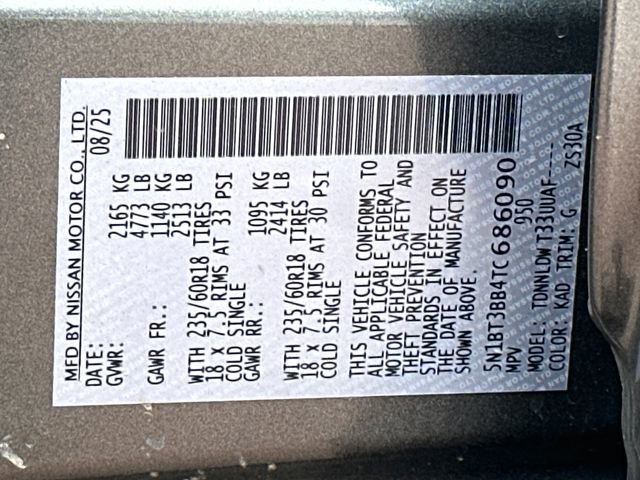 MFD BY NISSAN MOTOR CO., LTD.
DATE: 08/25
GVWR: 2165 KG
4773 LB
GAWR FR.: 1140 KG
2513 LB
WITH 235/60R18 TIRES
18 x 7.5 RIMS AT 33 PSI
COLD SINGLE
GAWR RR.: 1095 KG
2414 LB
WITH 235/60R18 TIRES
18 x 7.5 RIMS AT 30 PSI
COLD SINGLE
THIS VEHICLE CONFORMS TO
ALL APPLICABLE FEDERAL
MOTOR VEHICLE SAFETY AND
THEFT PREVENTION
STANDARDS IN EFFECT ON
THE DATE OF MANUFACTURE
SHOWN ABOVE.
5N1BT3BB4TC686090
MPV 950
MODEL: TDNNLDWT33UUAF-----
COLOR: KAD TRIM: G ZS30A